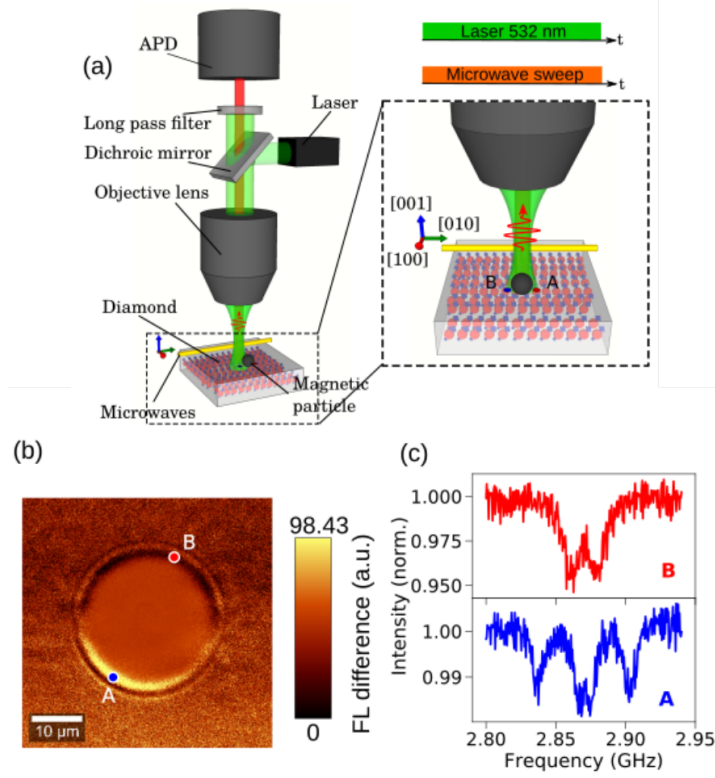 (a)
APD
Laser
Long pass filter
Dichroic mirror
Objective lens
Diamond
Magnetic
particle
Microwaves
Laser 532 nm
t
Microwave sweep
t
[001]
[010]
[100]
B
A
(b)
B
A
10 μm
98.43
0
FL difference (a.u.)
(c)
Intensity (norm.)
1.000
0.975
0.950
B
1.00
0.99
A
2.80
2.85
2.90
2.95
Frequency (GHz)